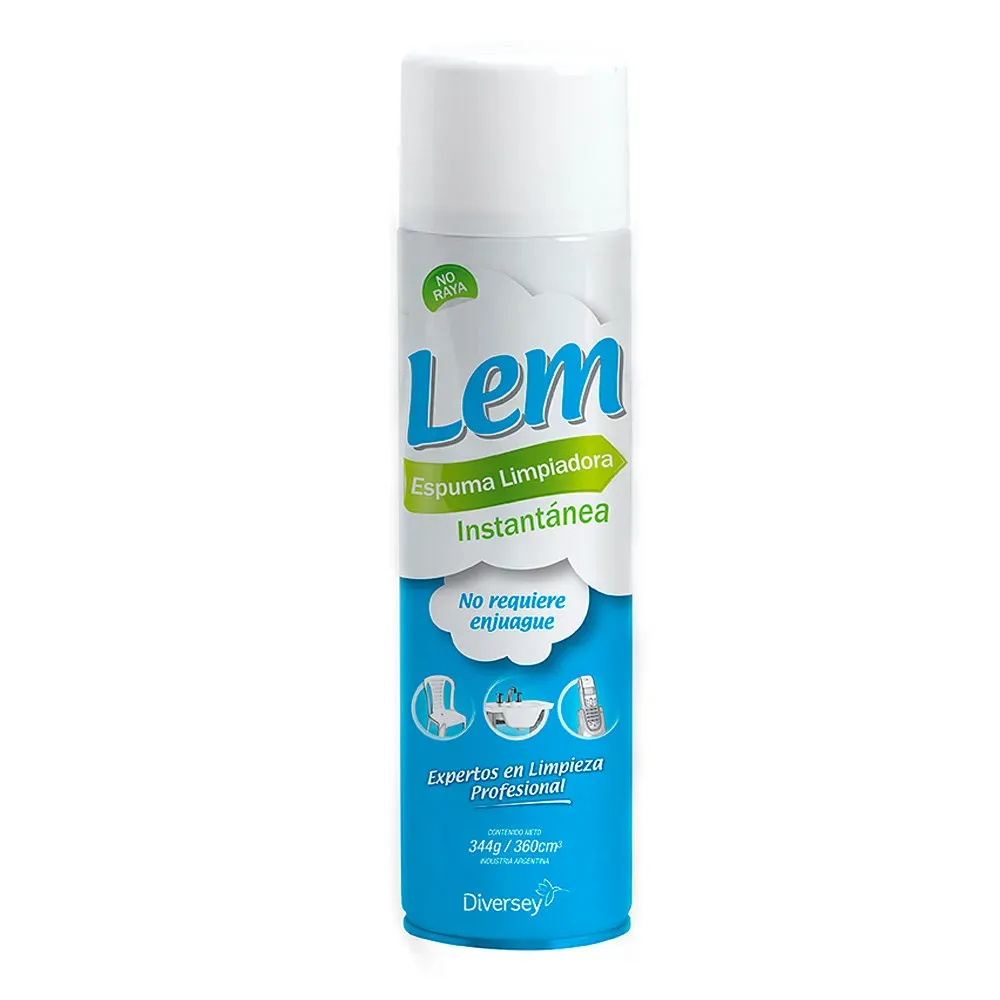 NO
RAYA
Lem
Espuma Limpiadora
Instantánea
No requiere
enjuague
Expertos en Limpieza
Profesional
CONTENIDO NETO
344g / 360cm³
INDUSTRIA ARGENTINA
Diversey